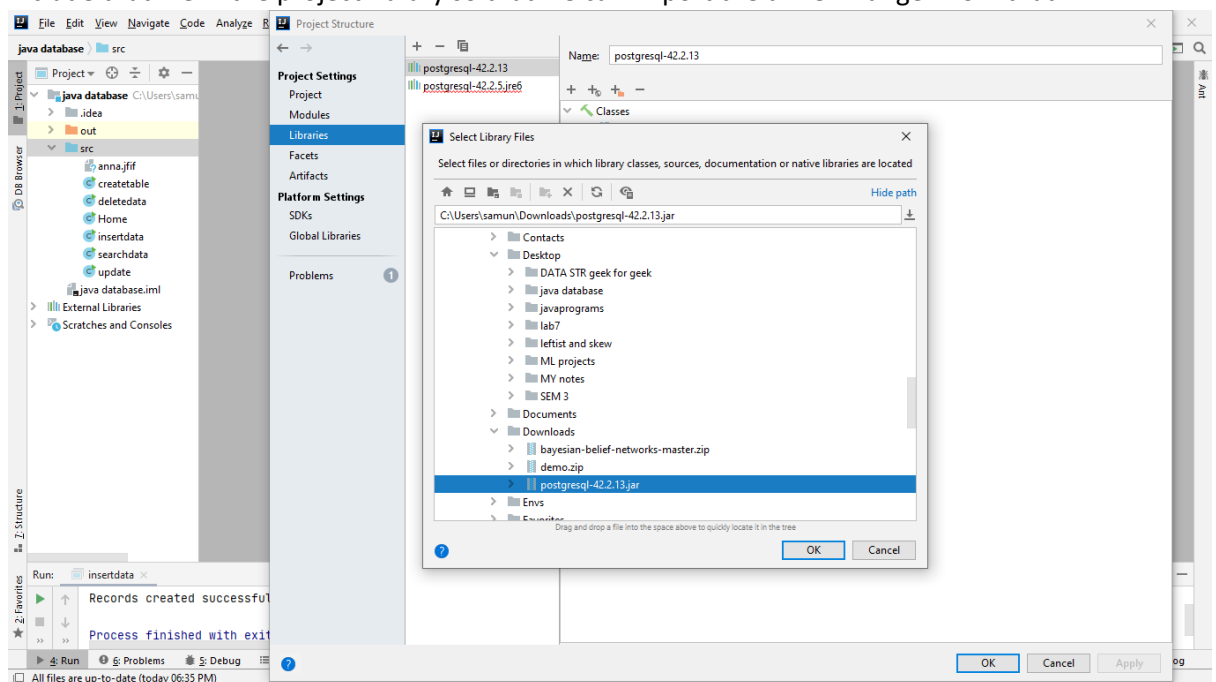 File Edit View Navigate Code Analyze R Project Structure
java database src
Project
Name: postgresql-42.2.13
postgresql-42.2.13
postgresql-42.2.5.jre6
Project Settings
Project
Modules
Libraries
Facets
Artifacts
Platform Settings
SDKs
Global Libraries
Problems 1
Classes
1: Project
DB Browser
Z: Structure
2: Favorites
Ant
java database C:\Users\samu
.idea
out
src
anna.jfif
createtable
deletedata
Home
insertdata
searchdata
update
java database.iml
External Libraries
Scratches and Consoles
Select Library Files
Select files or directories in which library classes, sources, documentation or native libraries are located
Hide path
C:\Users\samun\Downloads\postgresql-42.2.13.jar
Contacts
Desktop
DATA STR geek for geek
java database
javaprograms
lab7
leftist and skew
ML projects
MY notes
SEM 3
Documents
Downloads
bayesian-belief-networks-master.zip
demo.zip
postgresql-42.2.13.jar
Envs
Favorites
Drag and drop a file into the space above to quickly locate it in the tree
OK Cancel
Run: insertdata
Records created successful
Process finished with exit
4: Run 6: Problems 5: Debug
og
OK Cancel Apply
All files are up-to-date (today 06:35 PM)